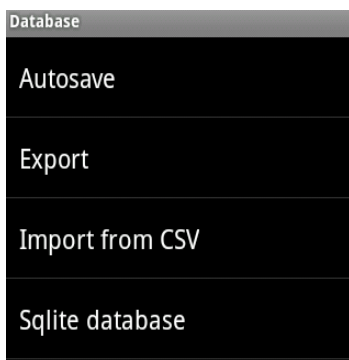 Database
Autosave
Export
Import from CSV
Sqlite database